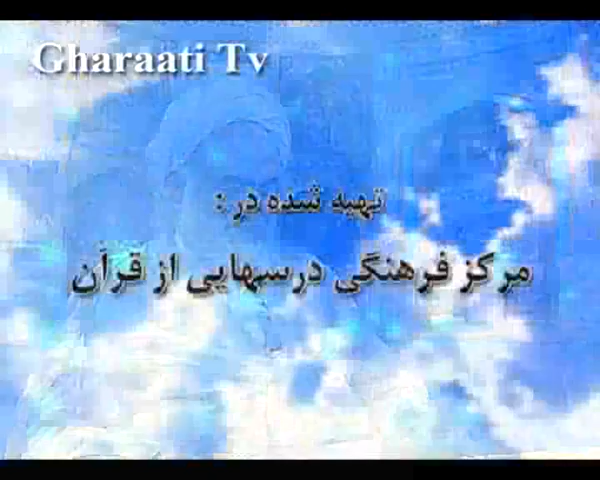 Gharaati Tv
تهیه شده در :
مرکز فرهنگی درسهایی از قرآن